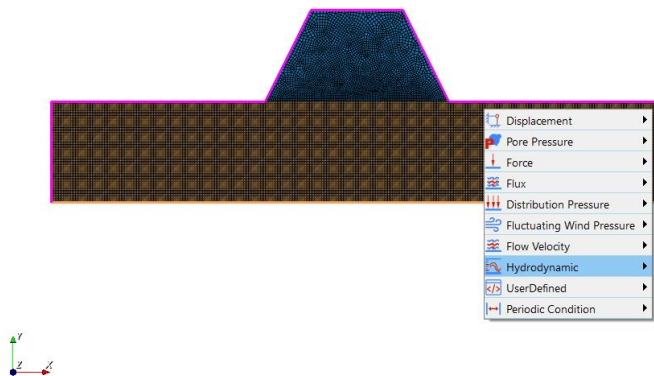 Displacement
Pore Pressure
Force
Flux
Distribution Pressure
Fluctuating Wind Pressure
Flow Velocity
Hydrodynamic
UserDefined
Periodic Condition
Y
Z X